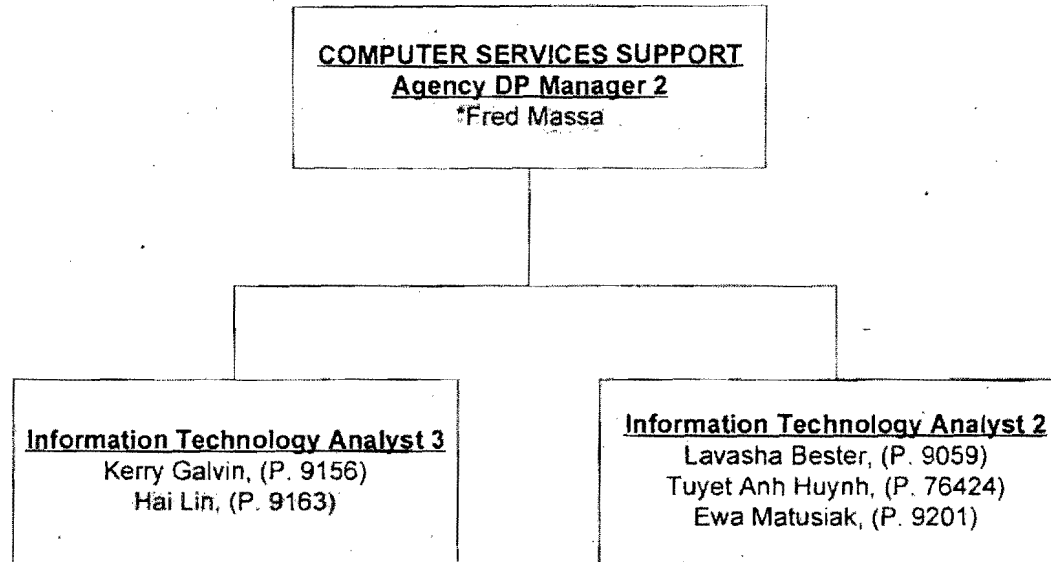 COMPUTER SERVICES SUPPORT
Agency DP Manager 2
*Fred Massa
Information Technology Analyst 3
Kerry Galvin, (P. 9156)
Hai Lin, (P. 9163)
Information Technology Analyst 2
Lavasha Bester, (P. 9059)
Tuyet Anh Huynh, (P. 76424)
Ewa Matusiak, (P. 9201)